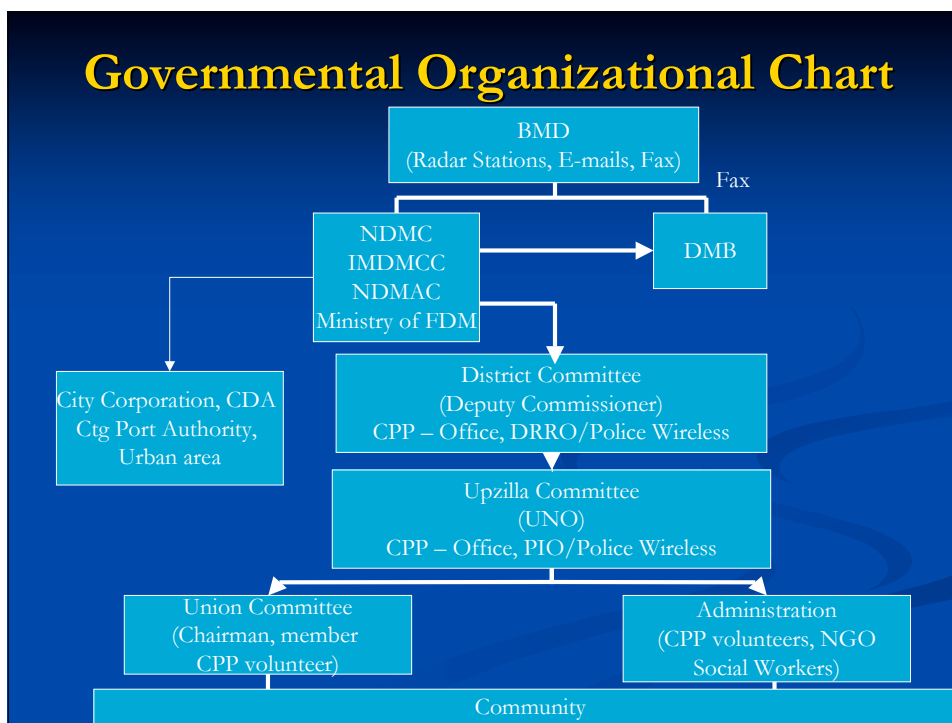 Governmental Organizational Chart
BMD
(Radar Stations, E-mails, Fax)
Fax
NDMC
IMDMCC
NDMAC
Ministry of FDM
DMB
City Corporation, CDA
Ctg Port Authority,
Urban area
District Committee
(Deputy Commissioner)
CPP – Office, DRRO/Police Wireless
Upzilla Committee
(UNO)
CPP – Office, PIO/Police Wireless
Union Committee
(Chairman, member
CPP volunteer)
Administration
(CPP volunteers, NGO
Social Workers)
Community